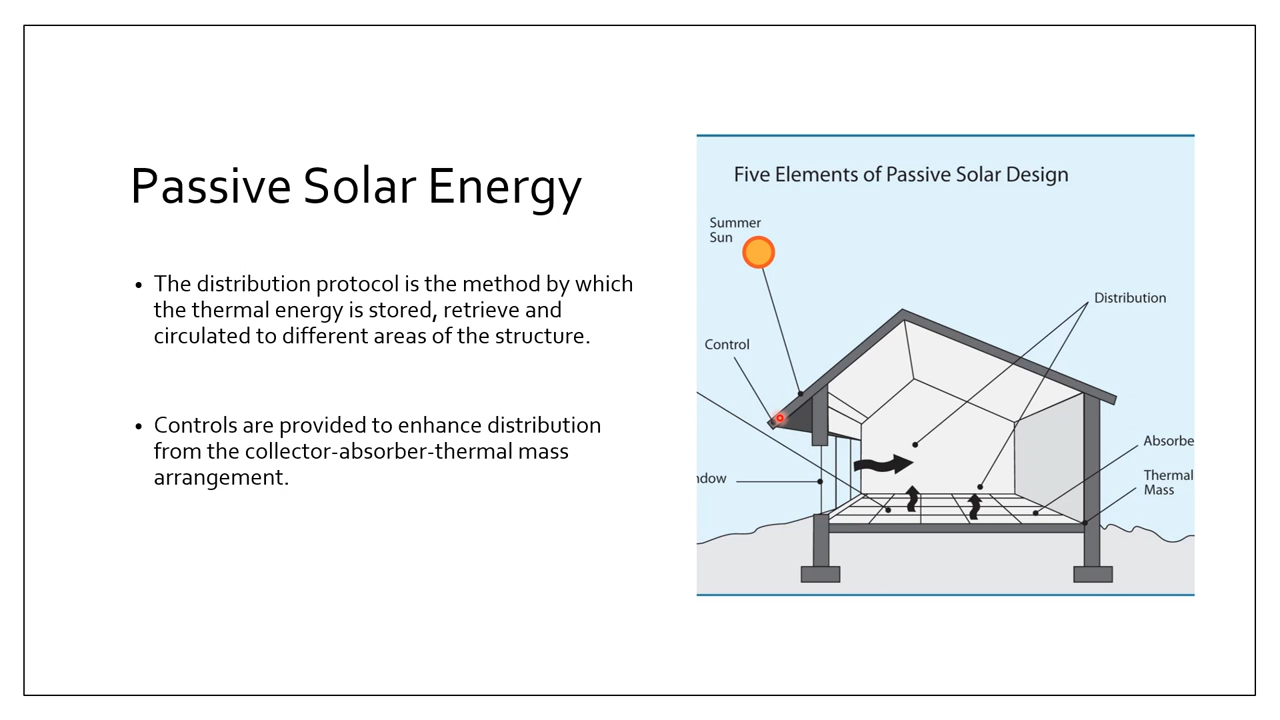 Passive Solar Energy
• The distribution protocol is the method by which
the thermal energy is stored, retrieve and
circulated to different areas of the structure.
• Controls are provided to enhance distribution
from the collector-absorber-thermal mass
arrangement.
Five Elements of Passive Solar Design
Summer
Sun
Distribution
Control
Absorbe
ndow
Thermal
Mass